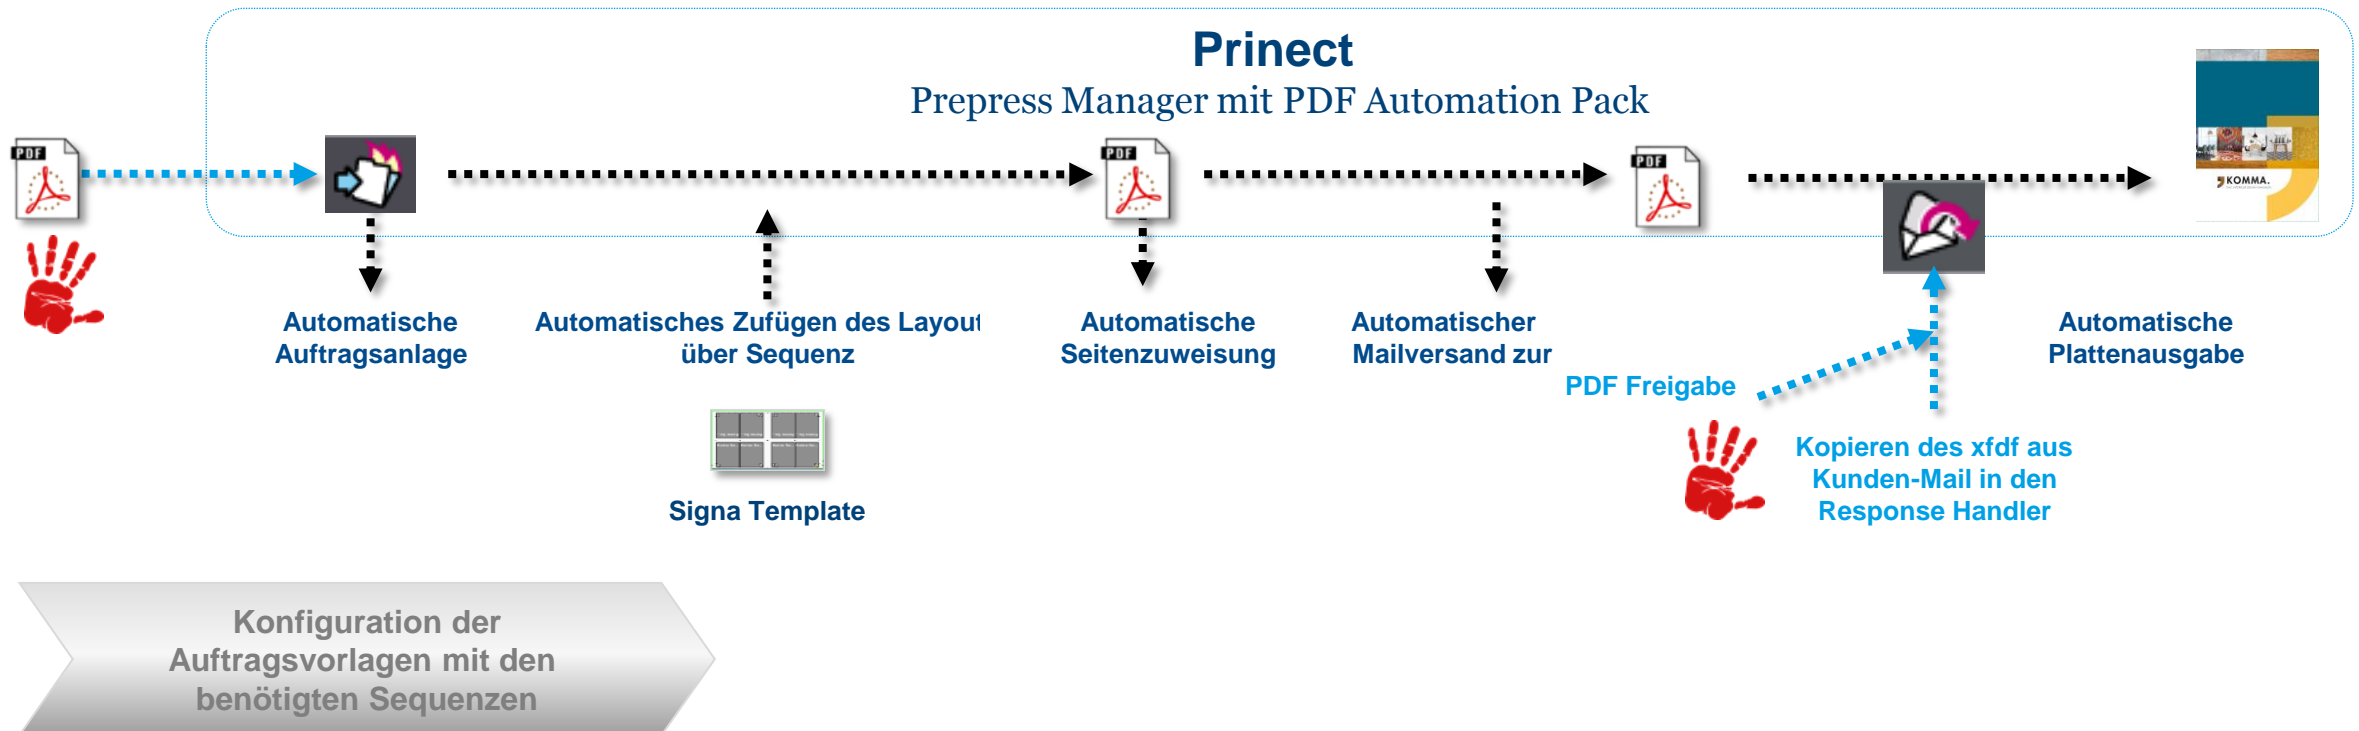 Prinect
Prepress Manager mit PDF Automation Pack
PDF
PDF
PDF
KOMMA.
Automatische
Auftragsanlage
Automatisches Zufügen des Layout
über Sequenz
Automatische
Seitenzuweisung
Automatischer
Mailversand zur
Automatische
Plattenausgabe
PDF Freigabe
Kopieren des xfdf aus
Kunden-Mail in den
Response Handler
Signa Template
Konfiguration der
Auftragsvorlagen mit den
benötigten Sequenzen